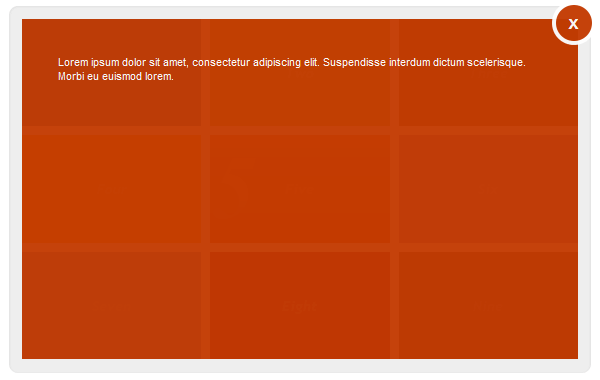 x
Lorem ipsum dolor sit amet, consectetur adipiscing elit. Suspendisse interdum dictum scelerisque.
Morbi eu euismod lorem.